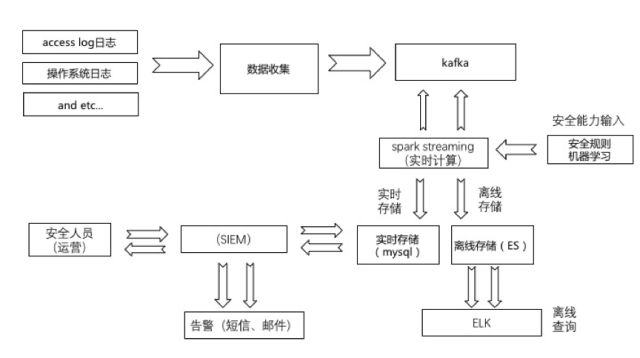 access log日志
操作系统日志
and etc...
数据收集
kafka
安全能力输入
spark streaming
（实时计算）
安全规则
机器学习
实时
存储
离线
存储
安全人员
（运营）
（SIEM）
实时存储
（mysql）
离线存储（ES）
告警（短信、邮件）
ELK
离线
查询